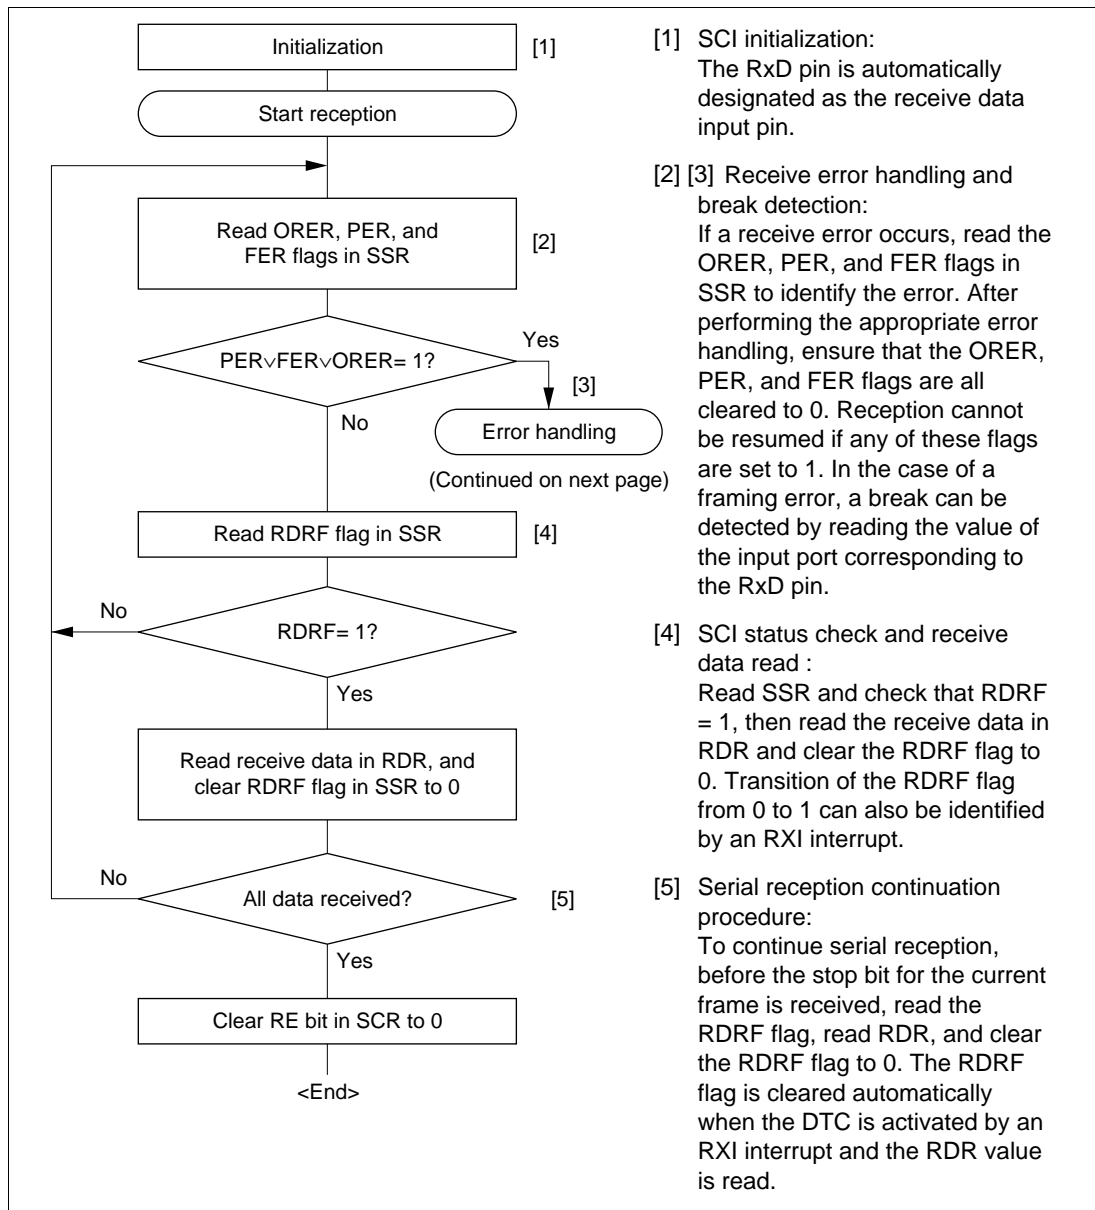 Initialization
[1]
Start reception
Read ORER, PER, and
FER flags in SSR
[2]
PER∨FER∨ORER= 1?
Yes
[3]
No
Error handling
(Continued on next page)
Read RDRF flag in SSR
[4]
No
RDRF= 1?
Yes
Read receive data in RDR, and
clear RDRF flag in SSR to 0
No
All data received?
[5]
Yes
Clear RE bit in SCR to 0
<End>
[1] SCI initialization:
The RxD pin is automatically
designated as the receive data
input pin.
[2] [3] Receive error handling and
break detection:
If a receive error occurs, read the
ORER, PER, and FER flags in
SSR to identify the error. After
performing the appropriate error
handling, ensure that the ORER,
PER, and FER flags are all
cleared to 0. Reception cannot
be resumed if any of these flags
are set to 1. In the case of a
framing error, a break can be
detected by reading the value of
the input port corresponding to
the RxD pin.
[4] SCI status check and receive
data read :
Read SSR and check that RDRF
= 1, then read the receive data in
RDR and clear the RDRF flag to
0. Transition of the RDRF flag
from 0 to 1 can also be identified
by an RXI interrupt.
[5] Serial reception continuation
procedure:
To continue serial reception,
before the stop bit for the current
frame is received, read the
RDRF flag, read RDR, and clear
the RDRF flag to 0. The RDRF
flag is cleared automatically
when the DTC is activated by an
RXI interrupt and the RDR value
is read.